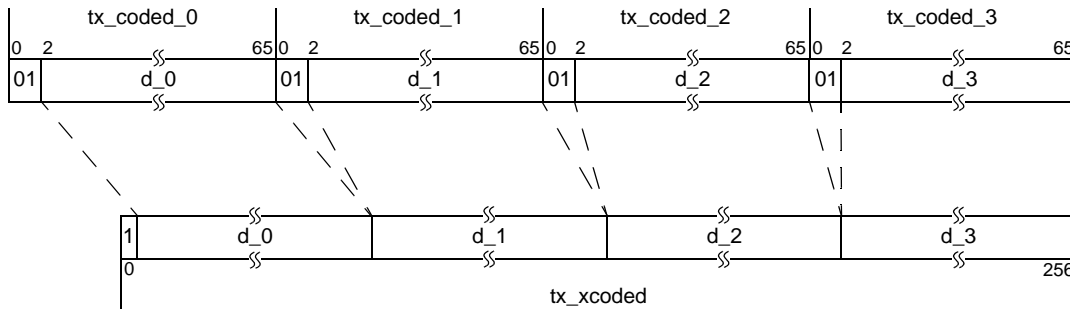 tx_coded_0 tx_coded_1 tx_coded_2 tx_coded_3
0 2 65 0 2 65 0 2 65 0 2 65
01 d_0 01 d_1 01 d_2 01 d_3
1 d_0 d_1 d_2 d_3
0 256
tx_xcoded